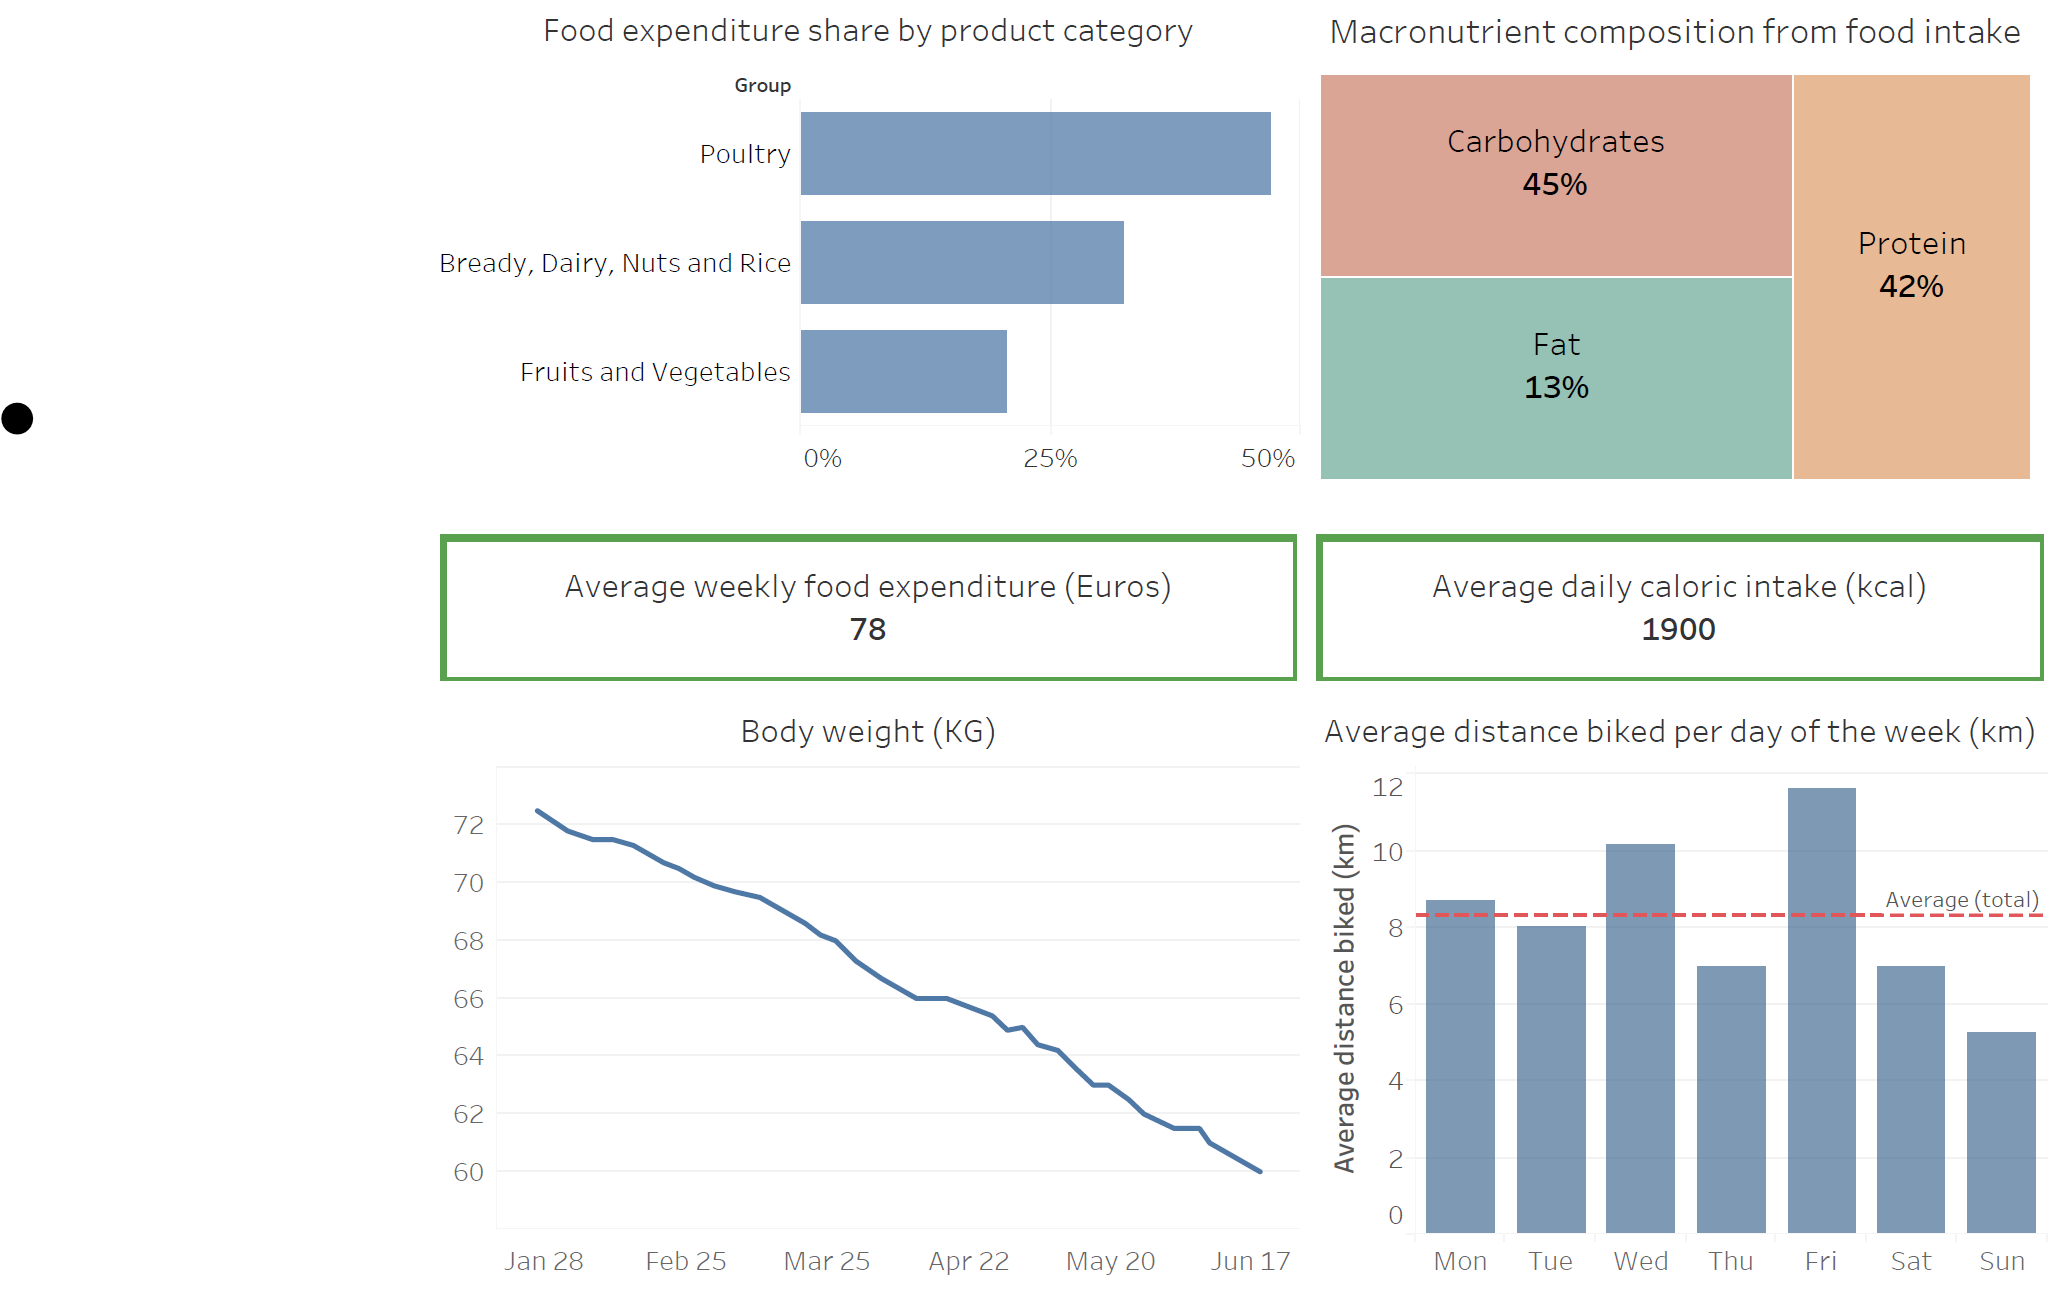 Food expenditure share by product category
Group
Poultry
Bready, Dairy, Nuts and Rice
Fruits and Vegetables
0% 25% 50%
Macronutrient composition from food intake
Carbohydrates
45%
Protein
42%
Fat
13%
Average weekly food expenditure (Euros)
78
Average daily caloric intake (kcal)
1900
Body weight (KG)
72
70
68
66
64
62
60
Jan 28 Feb 25 Mar 25 Apr 22 May 20 Jun 17
Average distance biked per day of the week (km)
Average distance biked (km)
12
10
8
6
4
2
0
Average (total)
Mon Tue Wed Thu Fri Sat Sun